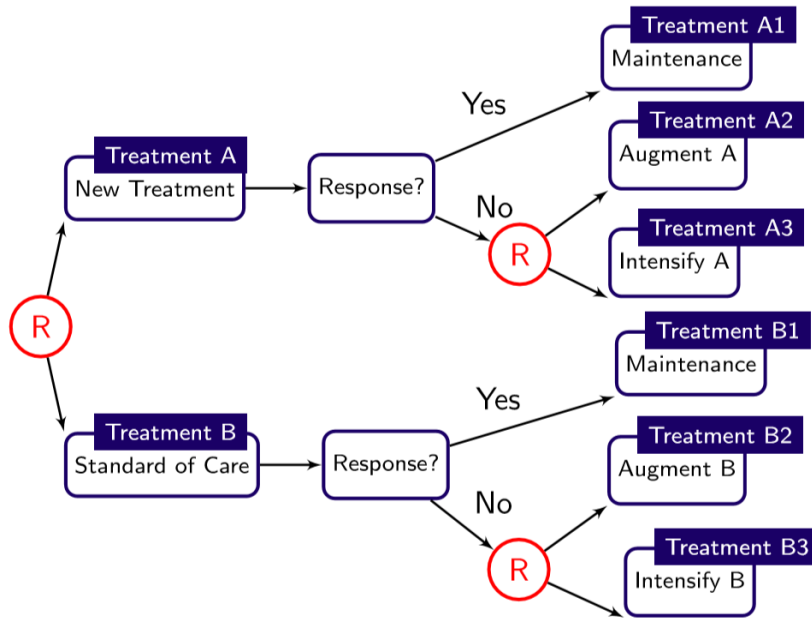 Treatment A1
Maintenance
Yes
Treatment A2
Augment A
Treatment A
New Treatment
Response?
No
R
Treatment A3
Intensify A
R
Treatment B1
Maintenance
Yes
Treatment B2
Augment B
Treatment B
Standard of Care
Response?
No
R
Treatment B3
Intensify B